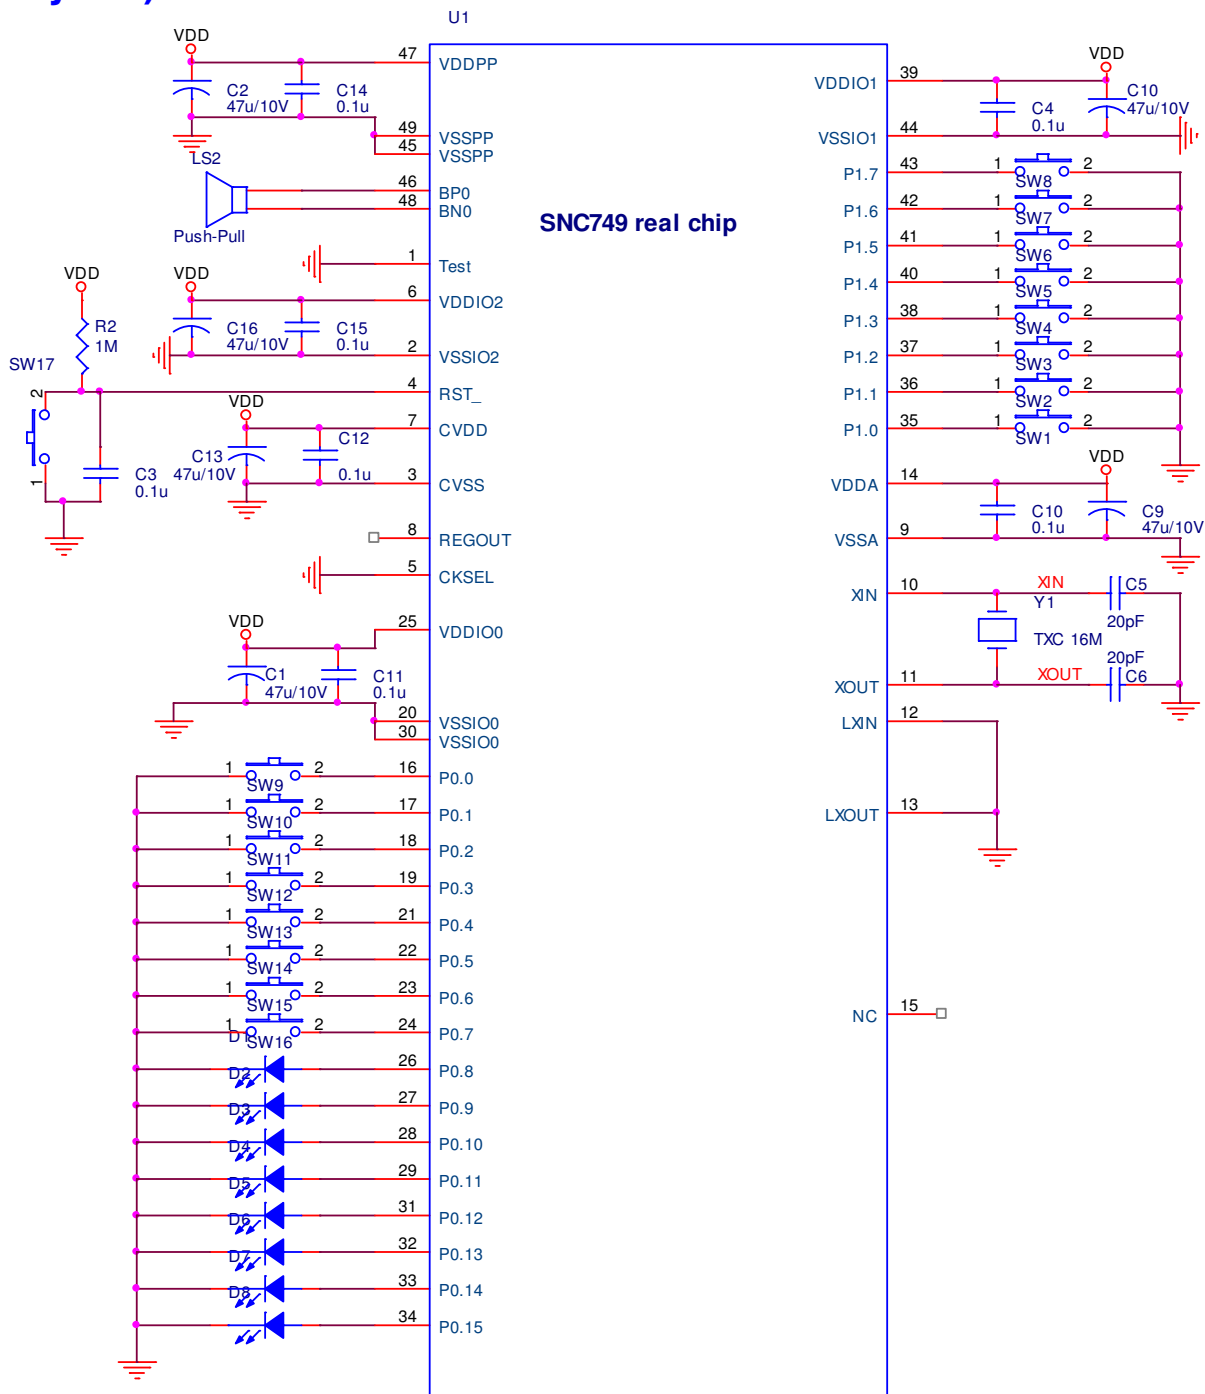 U1
SNC749 real chip
VDD
47
VDDPP
C2
47u/10V
C14
0.1u
49
VSSPP
45
VSSPP
LS2
46
BP0
48
BN0
Push-Pull
1
Test
VDD
VDD
6
VDDIO2
R2
1M
C16
47u/10V
C15
0.1u
2
VSSIO2
SW17
2
1
4
RST_
VDD
7
CVDD
C13
47u/10V
C12
0.1u
C3
0.1u
3
CVSS
8
REGOUT
5
CKSEL
VDD
25
VDDIO0
C1
47u/10V
C11
0.1u
20
VSSIO0
30
VSSIO0
1 2 16 P0.0
SW9
1 2 17 P0.1
SW10
1 2 18 P0.2
SW11
1 2 19 P0.3
SW12
1 2 21 P0.4
SW13
1 2 22 P0.5
SW14
1 2 23 P0.6
SW15
1 2 24 P0.7
D1 SW16
26 P0.8
D2
27 P0.9
D3
28 P0.10
D4
29 P0.11
D5
31 P0.12
D6
32 P0.13
D7
33 P0.14
D8
34 P0.15
VDD
VDDIO1 39
C4
0.1u
C10
47u/10V
VSSIO1 44
P1.7 43 1 2
SW8
P1.6 42 1 2
SW7
P1.5 41 1 2
SW6
P1.4 40 1 2
SW5
P1.3 38 1 2
SW4
P1.2 37 1 2
SW3
P1.1 36 1 2
SW2
P1.0 35 1 2
SW1
VDD
VDDA 14
C10
0.1u
C9
47u/10V
VSSA 9
XIN 10
XIN
C5
20pF
Y1
TXC 16M
20pF
XOUT 11
XOUT
C6
LXIN 12
LXOUT 13
NC 15